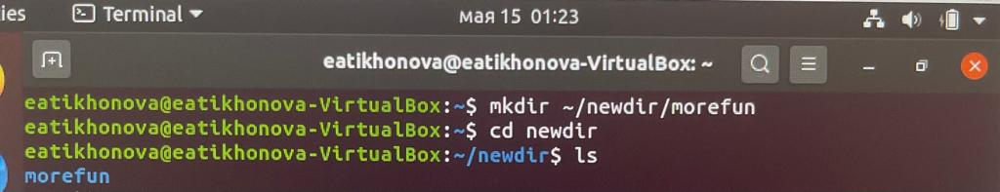 ies Terminal мая 15 01:23
eatikhonova@eatikhonova-VirtualBox: ~
eatikhonova@eatikhonova-VirtualBox:~$ mkdir ~/newdir/morefun
eatikhonova@eatikhonova-VirtualBox:~$ cd newdir
eatikhonova@eatikhonova-VirtualBox:~/newdir$ ls
morefun